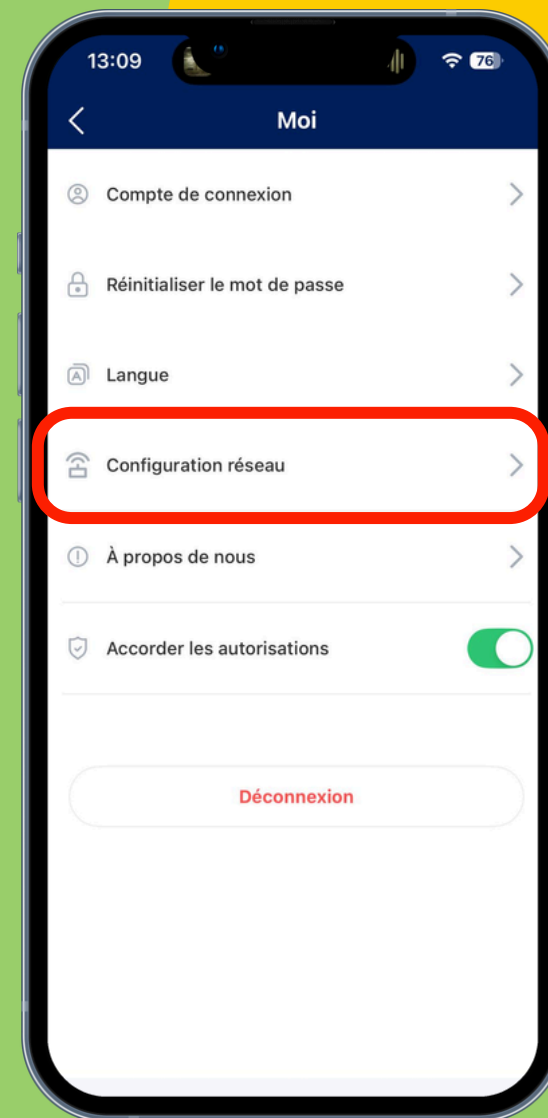 13:09
76
Moi
Compte de connexion
Réinitialiser le mot de passe
Langue
Configuration réseau
À propos de nous
Accorder les autorisations
Déconnexion